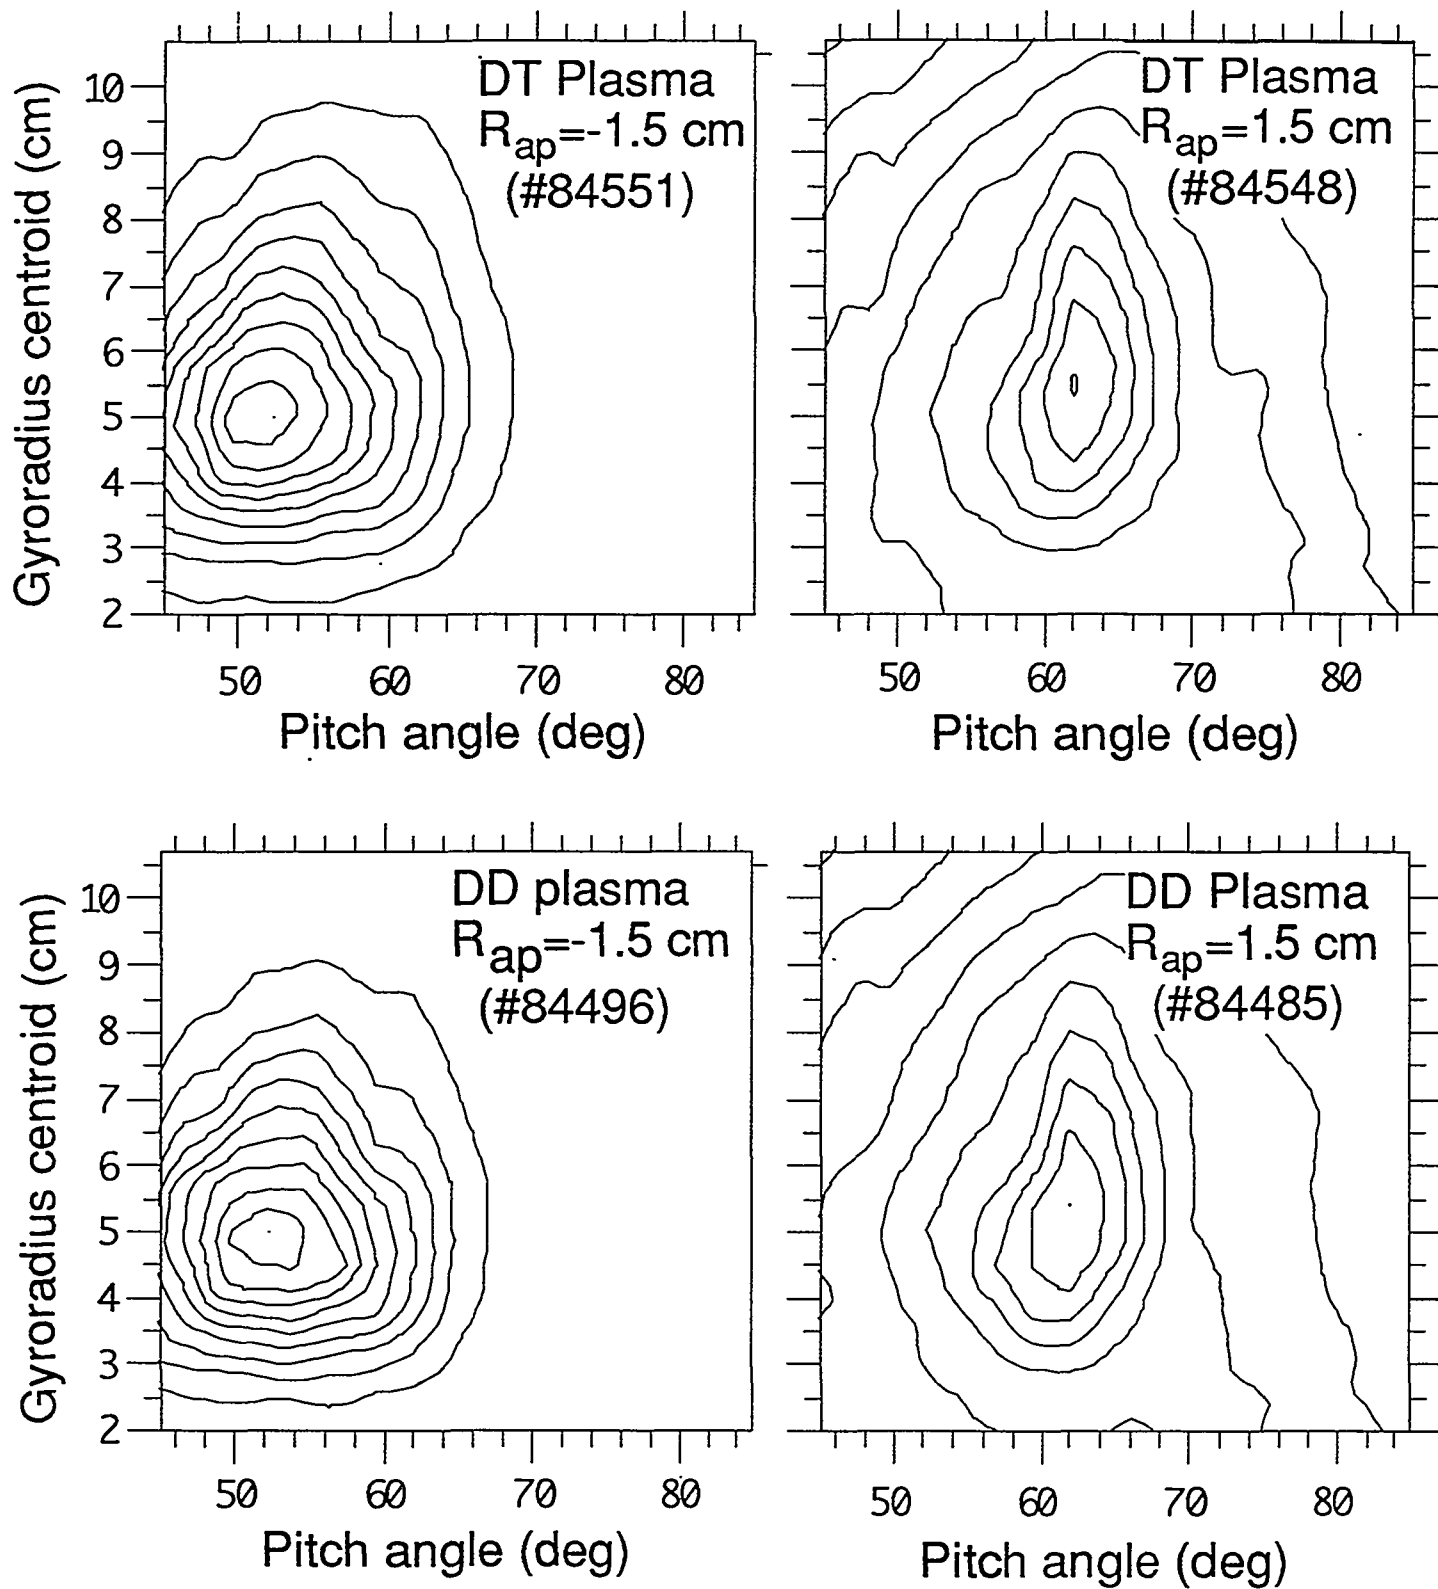 DT Plasma
R_ap=-1.5 cm
(#84551)
Gyroradius centroid (cm)
10
9
8
7
6
5
4
3
2
50 60 70 80
Pitch angle (deg)
DT Plasma
R_ap=1.5 cm
(#84548)
50 60 70 80
Pitch angle (deg)
DD plasma
R_ap=-1.5 cm
(#84496)
Gyroradius centroid (cm)
10
9
8
7
6
5
4
3
2
50 60 70 80
Pitch angle (deg)
DD Plasma
R_ap=1.5 cm
(#84485)
50 60 70 80
Pitch angle (deg)